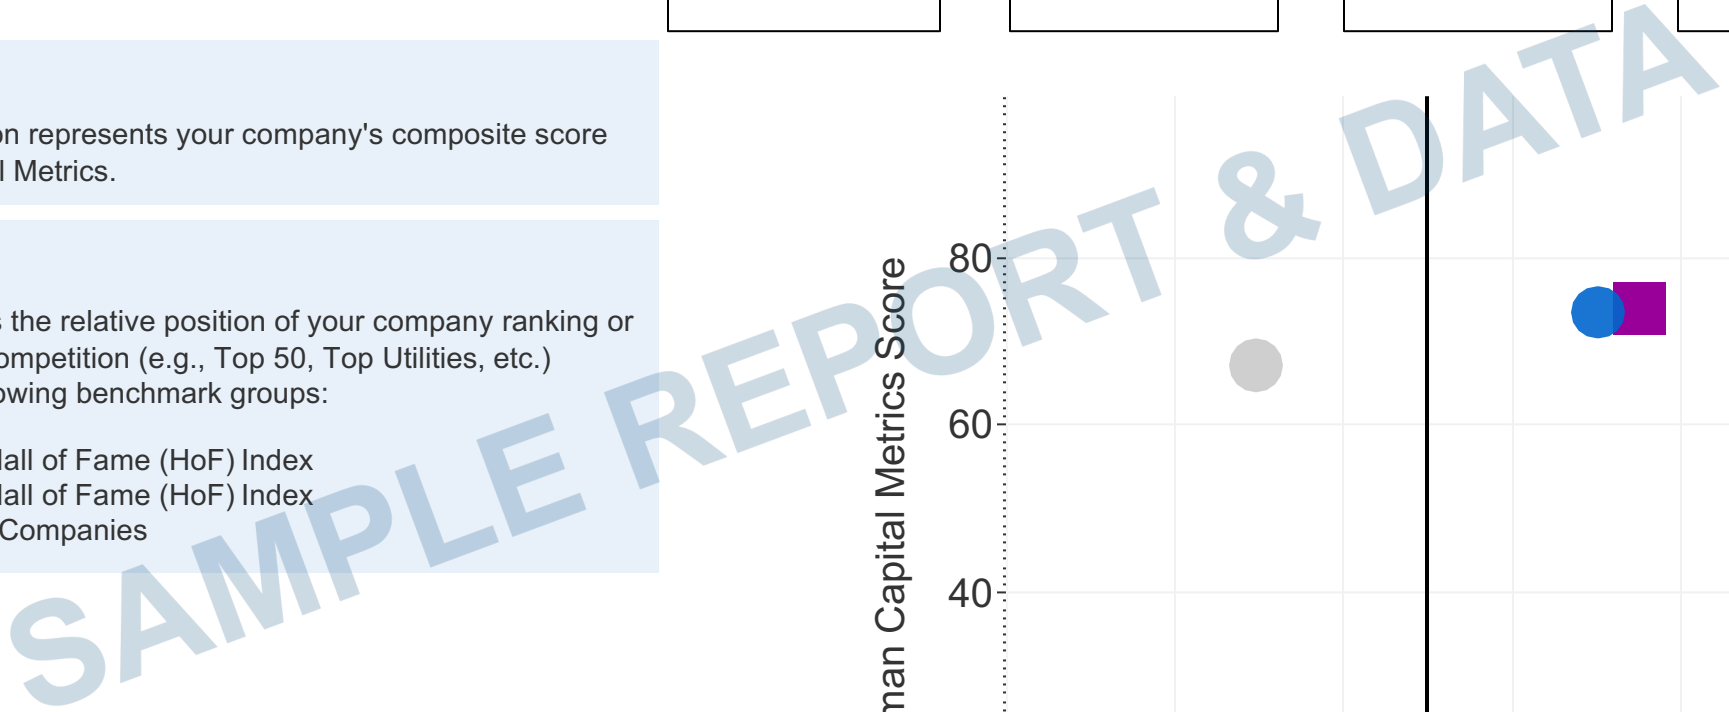 on represents your company's composite score
l Metrics.
s the relative position of your company ranking or
ompetition (e.g., Top 50, Top Utilities, etc.)
owing benchmark groups:
Hall of Fame (HoF) Index
Hall of Fame (HoF) Index
Companies
man Capital Metrics Score
80
60
40
SAMPLE REPORT & DATA